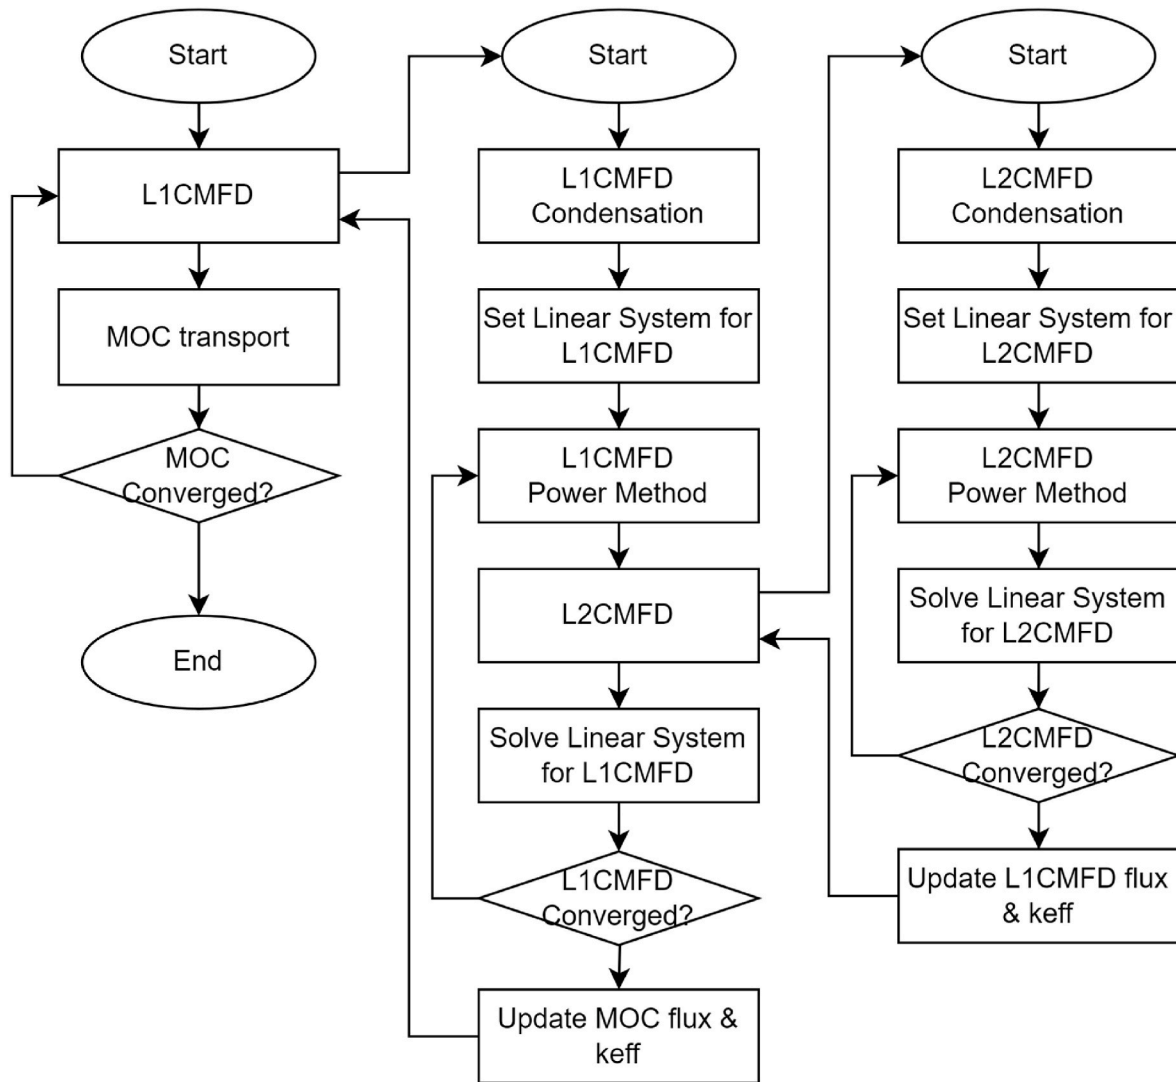 Start
L1CMFD
MOC transport
MOC
Converged?
End
Start
L1CMFD
Condensation
Set Linear System for
L1CMFD
L1CMFD
Power Method
L2CMFD
Solve Linear System
for L1CMFD
L1CMFD
Converged?
Update MOC flux &
keff
Start
L2CMFD
Condensation
Set Linear System for
L2CMFD
L2CMFD
Power Method
Solve Linear System
for L2CMFD
L2CMFD
Converged?
Update L1CMFD flux
& keff